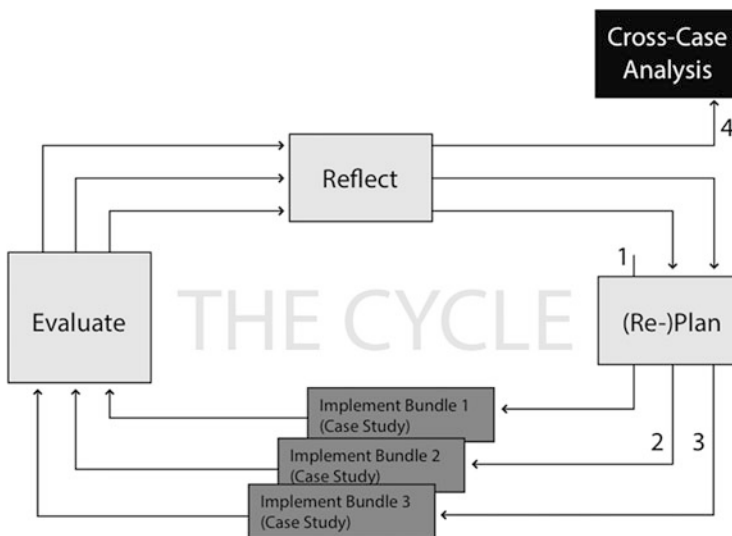 Cross-Case
Analysis
4
Reflect
1
Evaluate
THE CYCLE
(Re-)Plan
Implement Bundle 1
(Case Study)
2
3
Implement Bundle 2
(Case Study)
Implement Bundle 3
(Case Study)